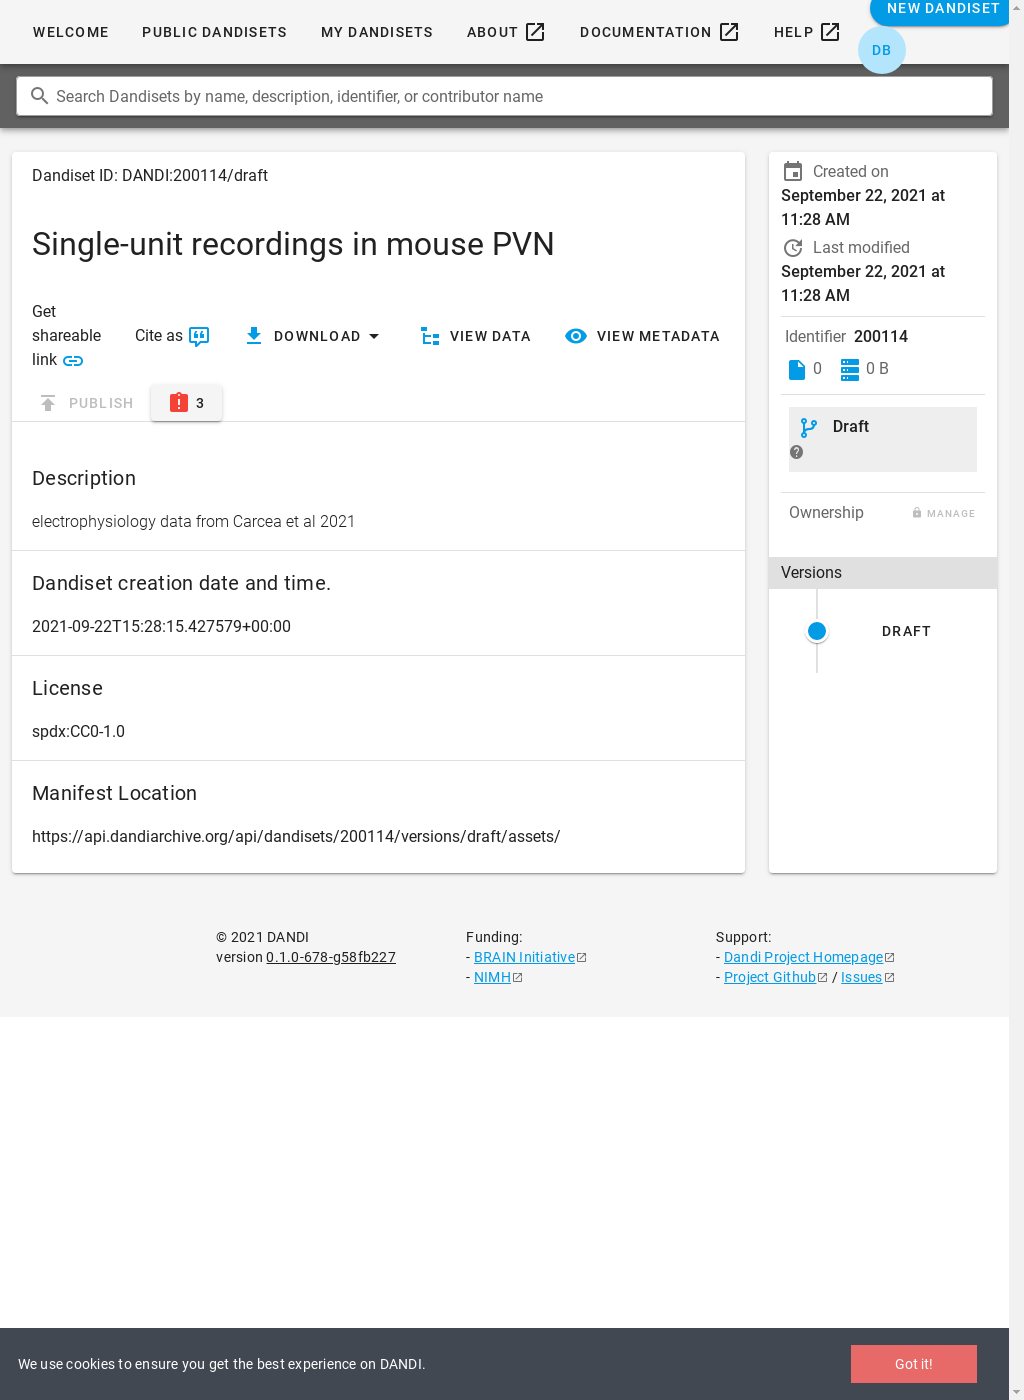 WELCOME PUBLIC DANDISETS MY DANDISETS ABOUT DOCUMENTATION HELP NEW DANDISET
DB
Search Dandisets by name, description, identifier, or contributor name
Dandiset ID: DANDI:200114/draft
Single-unit recordings in mouse PVN
Get
shareable
link
Cite as
DOWNLOAD
VIEW DATA
VIEW METADATA
PUBLISH
3
Description
electrophysiology data from Carcea et al 2021
Dandiset creation date and time.
2021-09-22T15:28:15.427579+00:00
License
spdx:CC0-1.0
Manifest Location
https://api.dandiarchive.org/api/dandisets/200114/versions/draft/assets/
Created on
September 22, 2021 at
11:28 AM
Last modified
September 22, 2021 at
11:28 AM
Identifier 200114
0 0 B
Draft
Ownership MANAGE
Versions
DRAFT
© 2021 DANDI
version 0.1.0-678-g58fb227
Funding:
- BRAIN Initiative
- NIMH
Support:
- Dandi Project Homepage
- Project Github / Issues
We use cookies to ensure you get the best experience on DANDI.
Got it!